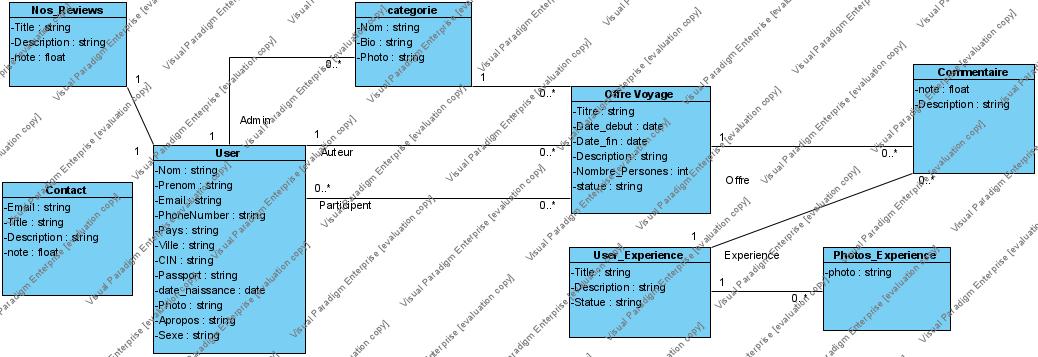 Nos_Reviews
-Title : string
-Description : string
-note : float
categorie
-Nom : string
-Bio : string
-Photo : string
0..*
1
Admin
1
1
1
0..*
Offre Voyage
-Titre : string
-Date_debut : date
-Date_fin : date
-Description : string
-Nombre_Persones : int
-statue : string
Commentaire
-note : float
-Description : string
User
-Nom : string
-Prenom : string
-Email : string
-PhoneNumber : string
-Pays : string
-Ville : string
-CIN : string
-Passport : string
-date_naissance : date
-Photo : string
-Apropos : string
-Sexe : string
1
Auteur
0..*
0..*
Participent
0..*
1
0..*
Offre
0..*
Contact
-Email : string
-Title : string
-Description : string
-note : float
1
Experience
User_Experience
-Title : string
-Description : string
-Statue : string
1
0..*
Photos_Experience
-photo : string
Visual Paradigm Enterprise [evaluation copy]